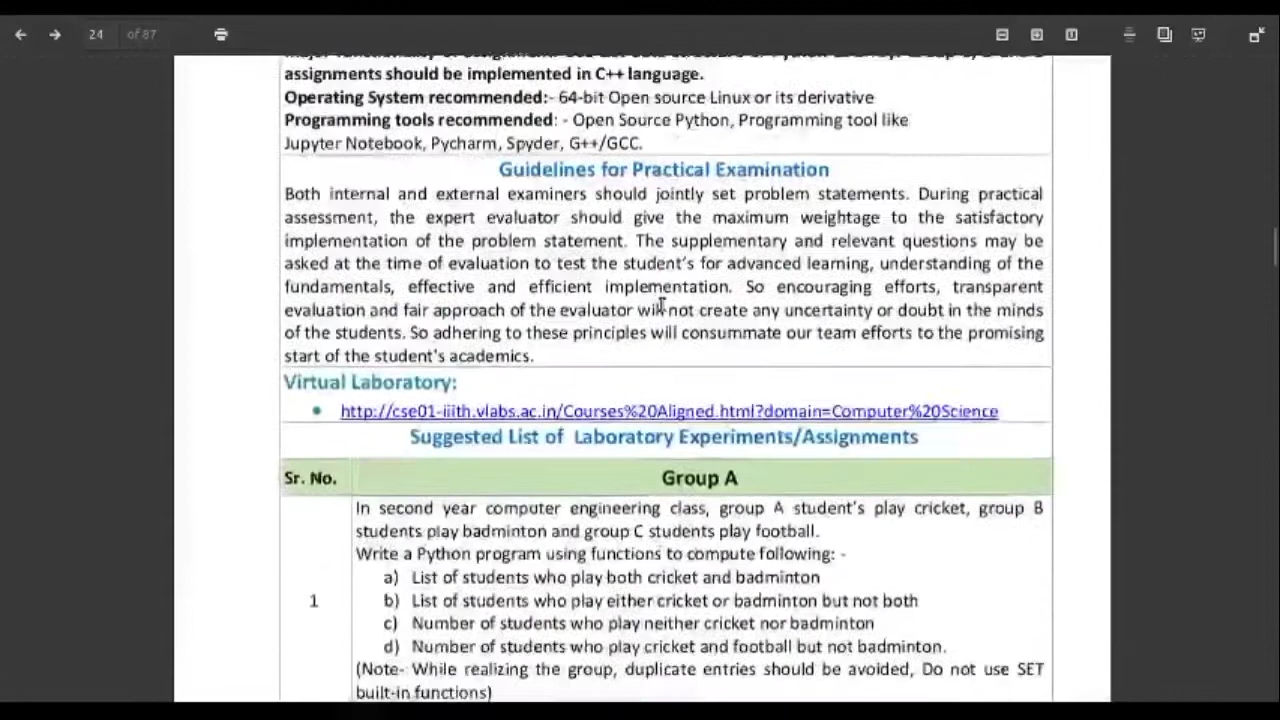 24 of 87
assignments should be implemented in C++ language.
Operating System recommended:- 64-bit Open source Linux or its derivative
Programming tools recommended: - Open Source Python, Programming tool like
Jupyter Notebook, Pycharm, Spyder, G++/GCC.
Guidelines for Practical Examination
Both internal and external examiners should jointly set problem statements. During practical
assessment, the expert evaluator should give the maximum weightage to the satisfactory
implementation of the problem statement. The supplementary and relevant questions may be
asked at the time of evaluation to test the student's for advanced learning, understanding of the
fundamentals, effective and efficient implementation. So encouraging efforts, transparent
evaluation and fair approach of the evaluator will not create any uncertainty or doubt in the minds
of the students. So adhering to these principles will consummate our team efforts to the promising
start of the student's academics.
Virtual Laboratory:
• http://cse01-iiith.vlabs.ac.in/Courses%20Aligned.html?domain=Computer%20Science
Suggested List of Laboratory Experiments/Assignments
Sr. No. Group A
In second year computer engineering class, group A student's play cricket, group B
students play badminton and group C students play football.
Write a Python program using functions to compute following: -
a) List of students who play both cricket and badminton
1 b) List of students who play either cricket or badminton but not both
c) Number of students who play neither cricket nor badminton
d) Number of students who play cricket and football but not badminton.
(Note- While realizing the group, duplicate entries should be avoided, Do not use SET
built-in functions)